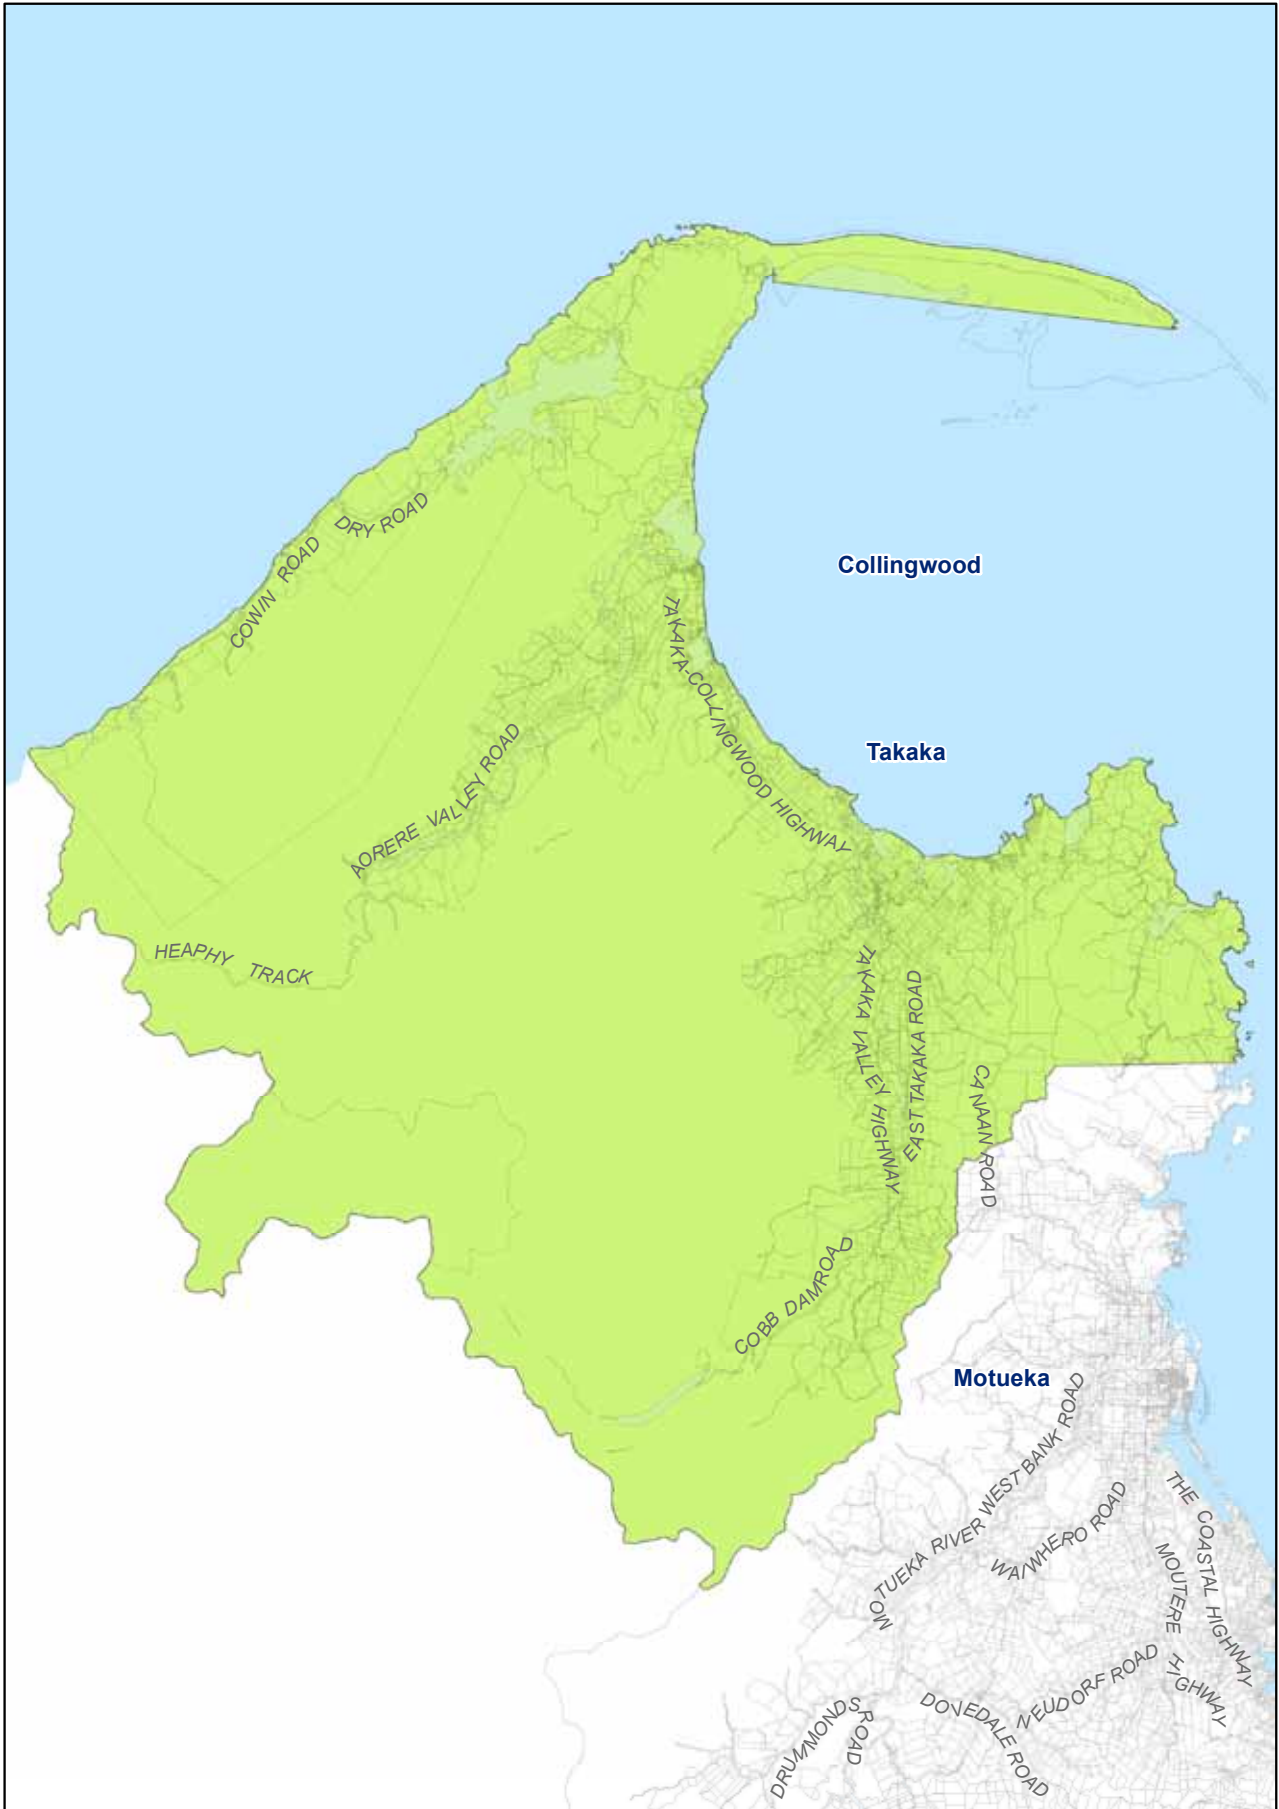 DRY ROAD
COWIN ROAD
Collingwood
TAKAKA-COLLINGWOOD HIGHWAY
Takaka
AORERE VALLEY ROAD
HEAPHY TRACK
TAKAKA VALLEY HIGHWAY
EAST TAKAKA ROAD
CANAAN ROAD
COBB DAMROAD
Motueka
MOTUEKA RIVER WEST BANK ROAD
WAIWHERO ROAD
THE COASTAL HIGHWAY
MOUTERE HIGHWAY
NEUDORF ROAD
DOVEDALE ROAD
DRUMMONDS ROAD